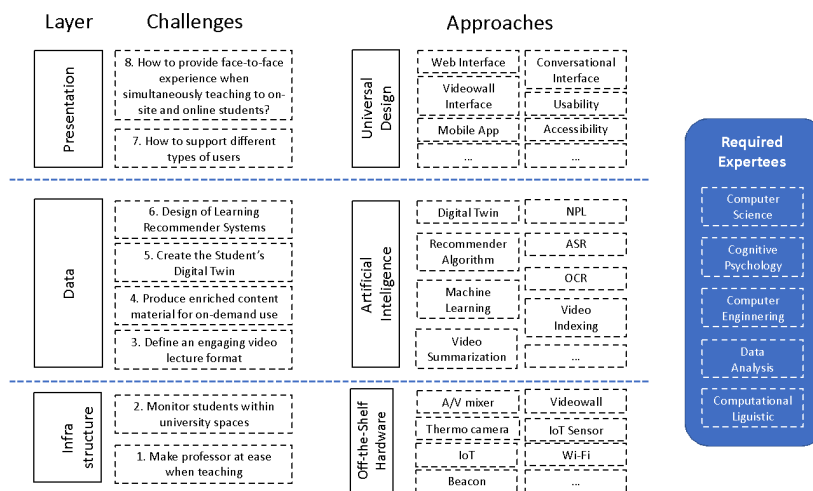 Layer
Challenges
Approaches
Presentation
8. How to provide face-to-face
experience when
simultaneously teaching to on-
site and online students?
7. How to support different
types of users
Universal
Design
Web Interface
Videowall
Interface
Mobile App
...
Conversational
Interface
Usability
Accessibility
...
Data
6. Design of Learning
Recommender Systems
5. Create the Student's
Digital Twin
4. Produce enriched content
material for on-demand use
3. Define an engaging video
lecture format
Artificial
Inteligence
Digital Twin
Recommender
Algorithm
Machine
Learning
Video
Summarization
NPL
ASR
OCR
Video
Indexing
...
Infra
structure
2. Monitor students within
university spaces
1. Make professor at ease
when teaching
Off-the-Shelf
Hardware
A/V mixer
Thermo camera
IoT
Beacon
Videowall
IoT Sensor
Wi-Fi
...
Required
Expertees
Computer
Science
Cognitive
Psychology
Computer
Enginnering
Data
Analysis
Computational
Liguistic